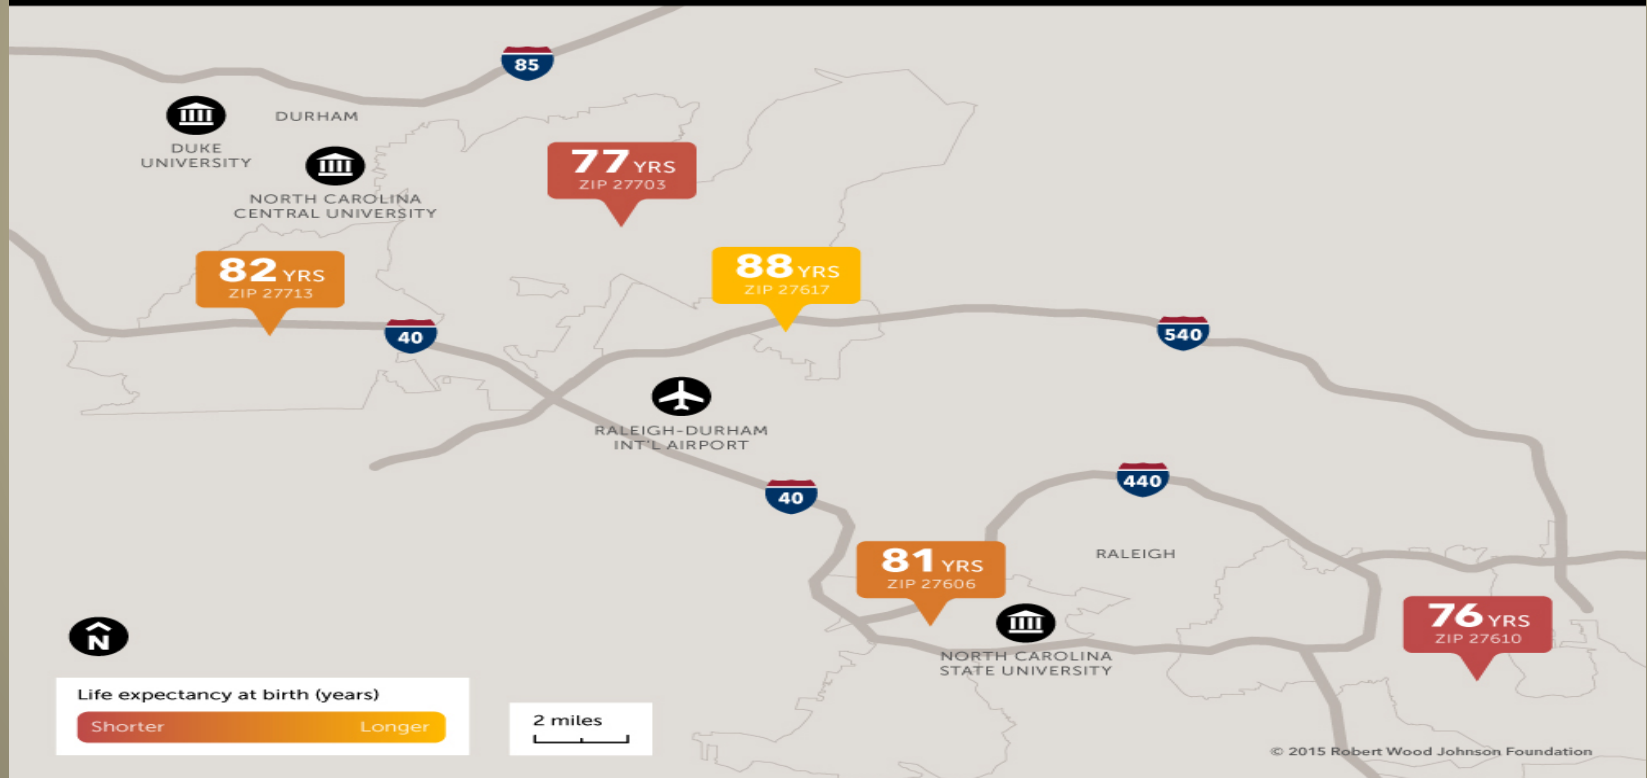 85
DURHAM
DUKE
UNIVERSITY
NORTH CAROLINA
CENTRAL UNIVERSITY
77 YRS
ZIP 27703
82 YRS
ZIP 27713
88 YRS
ZIP 27617
40
540
RALEIGH-DURHAM
INT'L AIRPORT
40
440
RALEIGH
81 YRS
ZIP 27606
NORTH CAROLINA
STATE UNIVERSITY
76 YRS
ZIP 27610
N
Life expectancy at birth (years)
Shorter Longer
2 miles
© 2015 Robert Wood Johnson Foundation